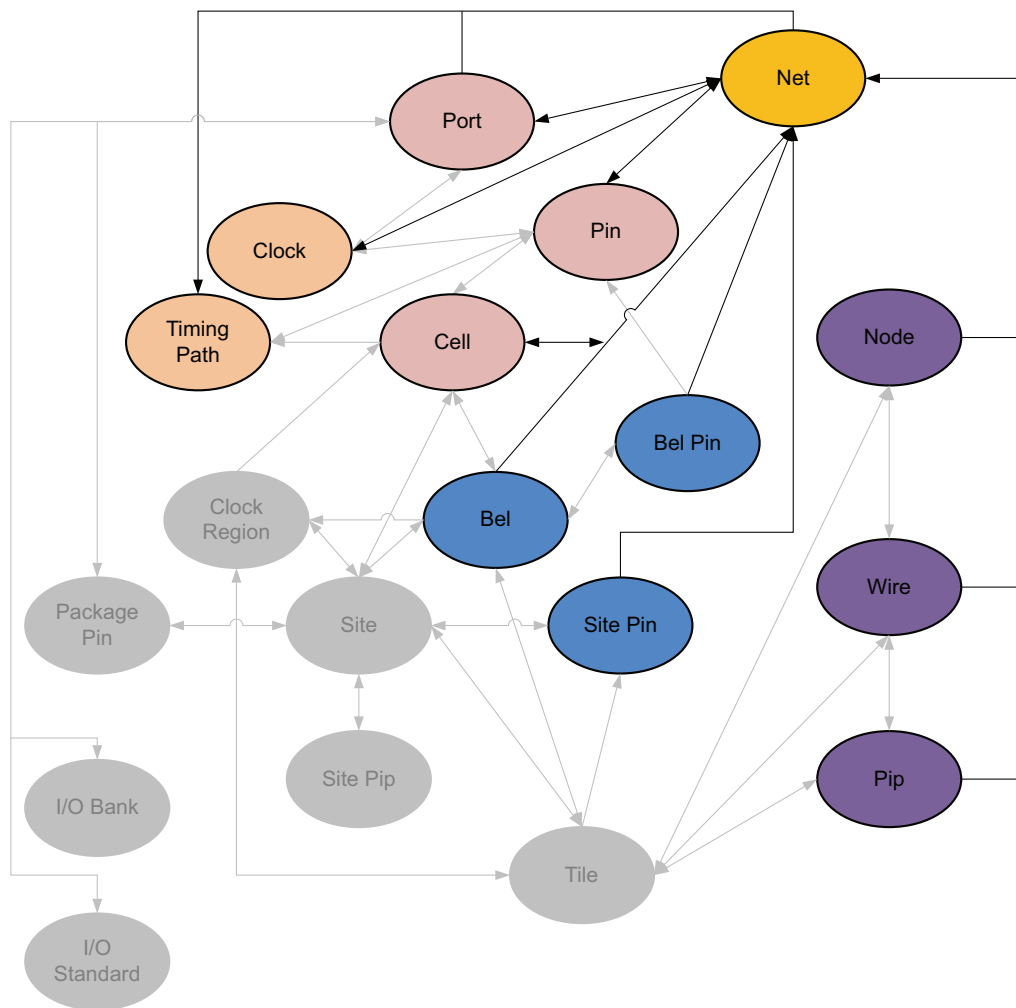 Net
Port
Pin
Clock
Timing
Path
Cell
Node
Bel Pin
Clock
Region
Bel
Wire
Package
Pin
Site
Site Pin
Site Pip
Pip
I/O Bank
Tile
I/O
Standard